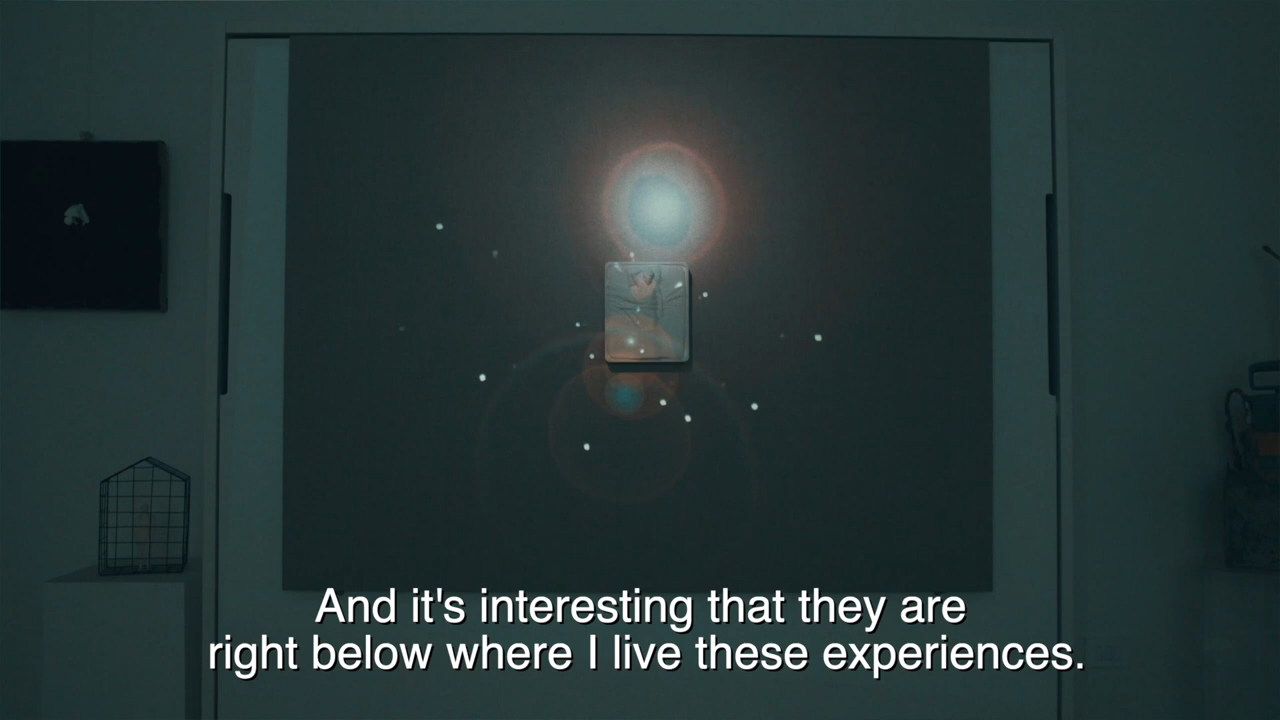 And it's interesting that they are
right below where I live these experiences.